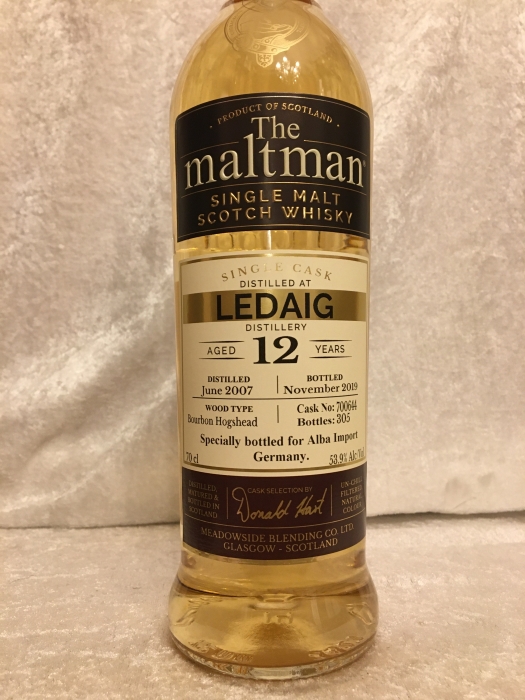 PRODUCT OF SCOTLAND
The
maltman
SINGLE MALT
SCOTCH WHISKY
SINGLE CASK
DISTILLED AT
LEDAIG
DISTILLERY
AGED 12 YEARS
DISTILLED
June 2007
BOTTLED
November 2019
WOOD TYPE
Bourbon Hogshead
Cask No: 700644
Bottles: 305
Specially bottled for Alba Import
Germany.
70 cl
53.9% Alc/Vol
DISTILLED,
MATURED &
BOTTLED IN
SCOTLAND
CASK SELECTION BY
Donald Hart
UN-CHILL
FILTERED
NATURAL
COLOUR
MEADOWSIDE BLENDING CO. LTD.
GLASGOW - SCOTLAND